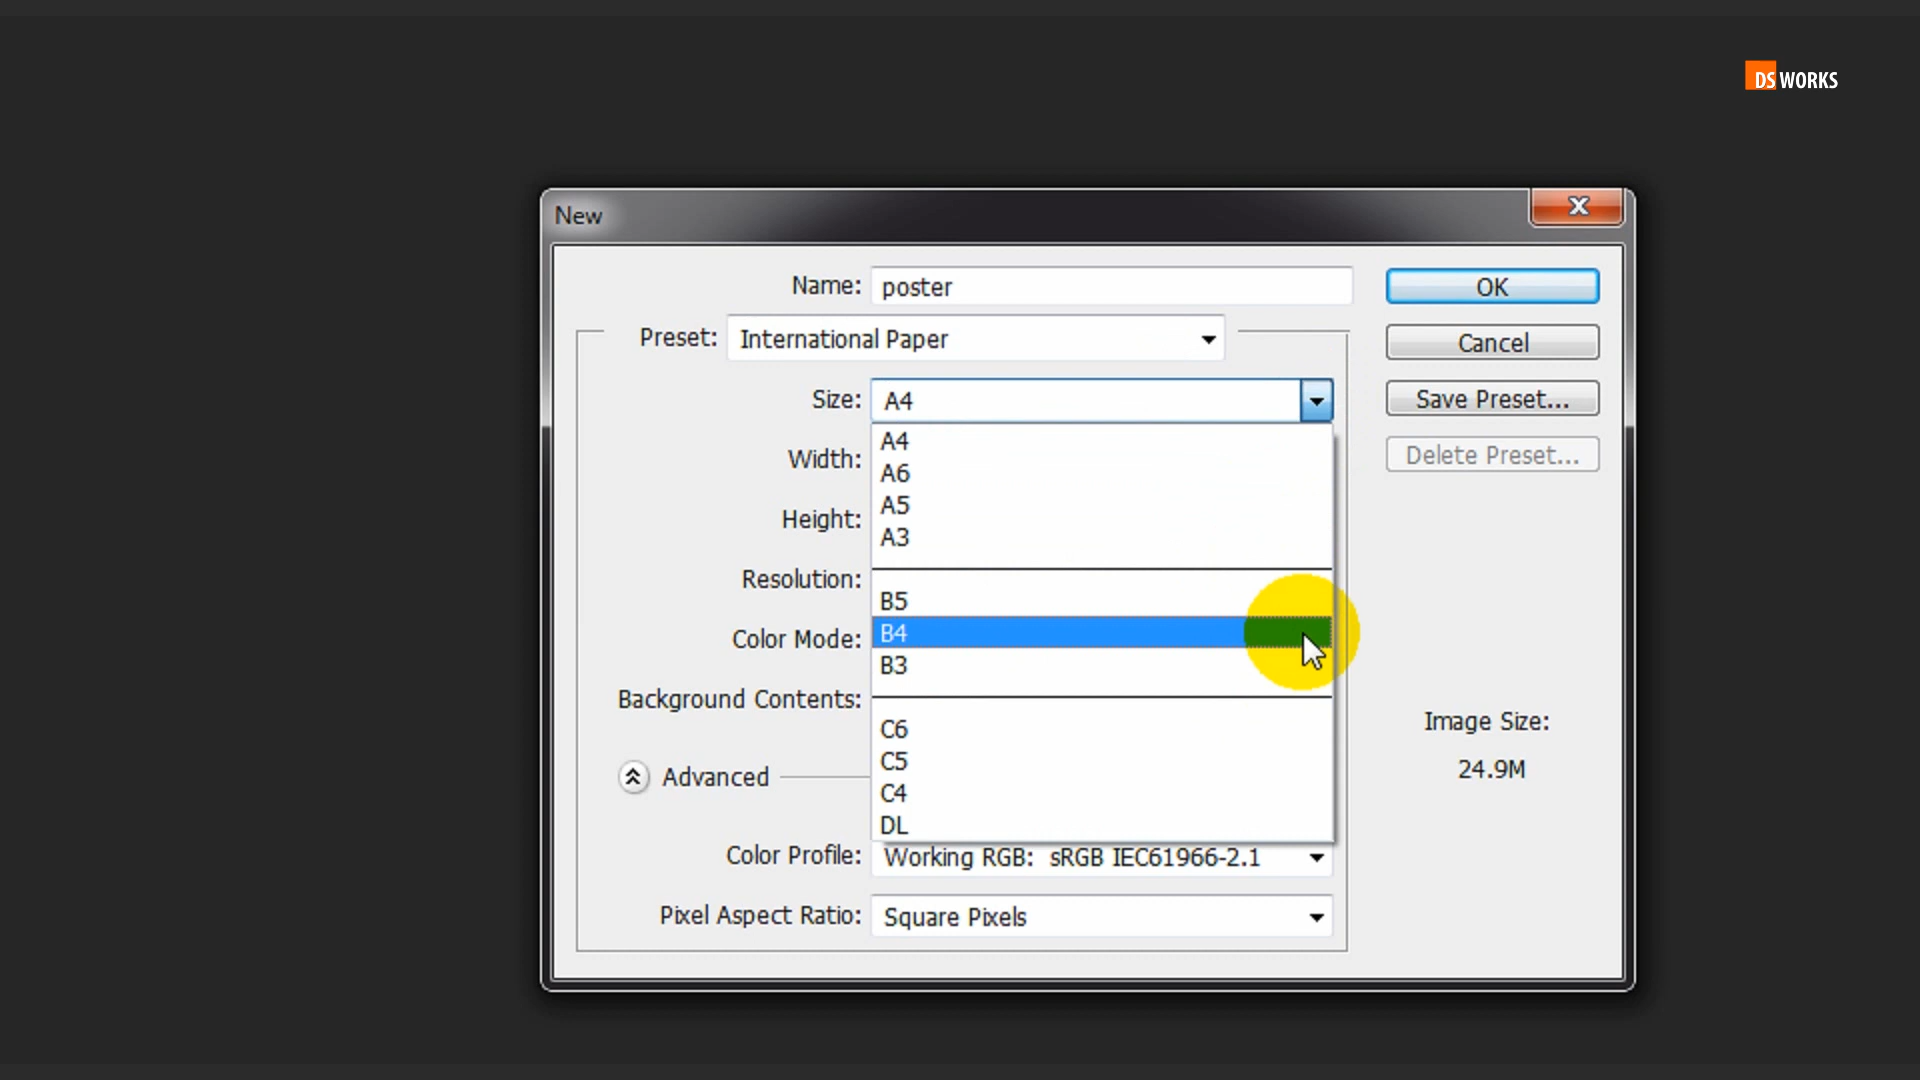 DS WORKS
New
Name: poster
OK
Preset: International Paper
Cancel
Size: A4
Save Preset...
A4
Width:
Delete Preset...
A6
A5
Height:
A3
Resolution:
B5
Color Mode:
B4
B3
Background Contents:
Image Size:
C6
C5
24.9M
Advanced
C4
DL
Color Profile: Working RGB: sRGB IEC61966-2.1
Pixel Aspect Ratio: Square Pixels